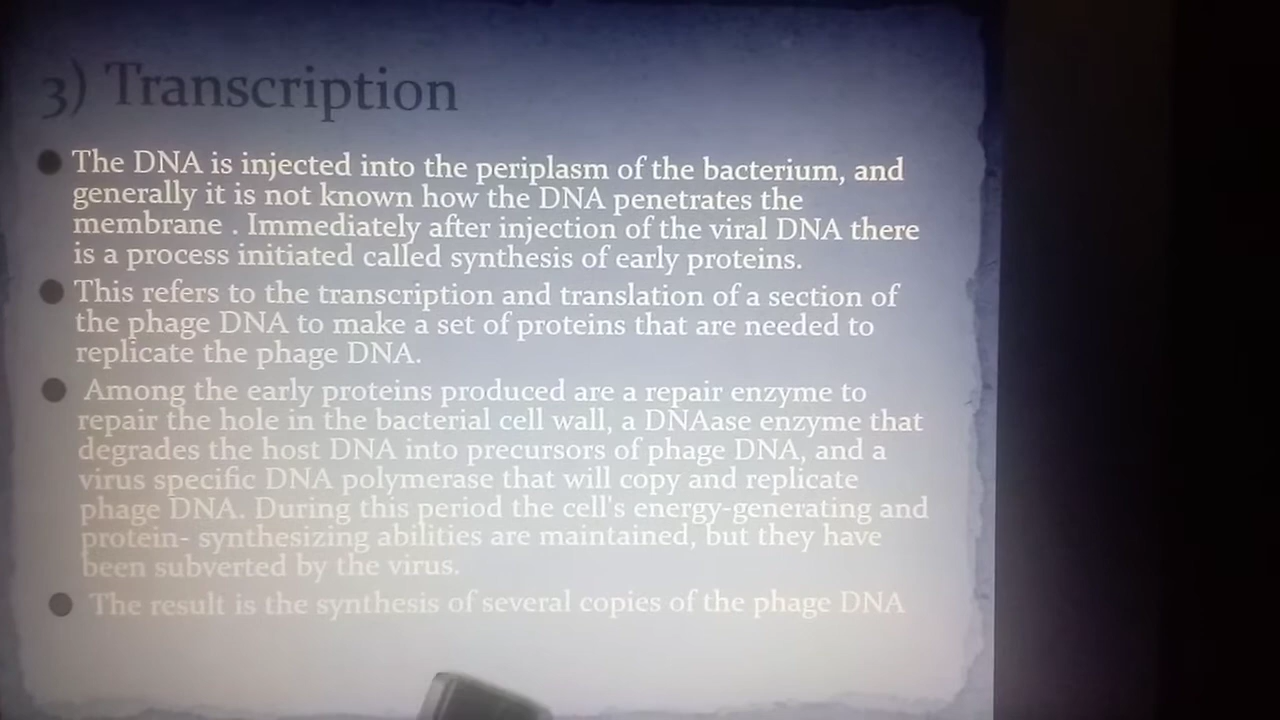 3) Transcription
The DNA is injected into the periplasm of the bacterium, and
generally it is not known how the DNA penetrates the
membrane . Immediately after injection of the viral DNA there
is a process initiated called synthesis of early proteins.
This refers to the transcription and translation of a section of
the phage DNA to make a set of proteins that are needed to
replicate the phage DNA.
Among the early proteins produced are a repair enzyme to
repair the hole in the bacterial cell wall, a DNAase enzyme that
degrades the host DNA into precursors of phage DNA, and a
virus specific DNA polymerase that will copy and replicate
phage DNA. During this period the cell's energy-generating and
protein- synthesizing abilities are maintained, but they have
been subverted by the virus.
The result is the synthesis of several copies of the phage DNA